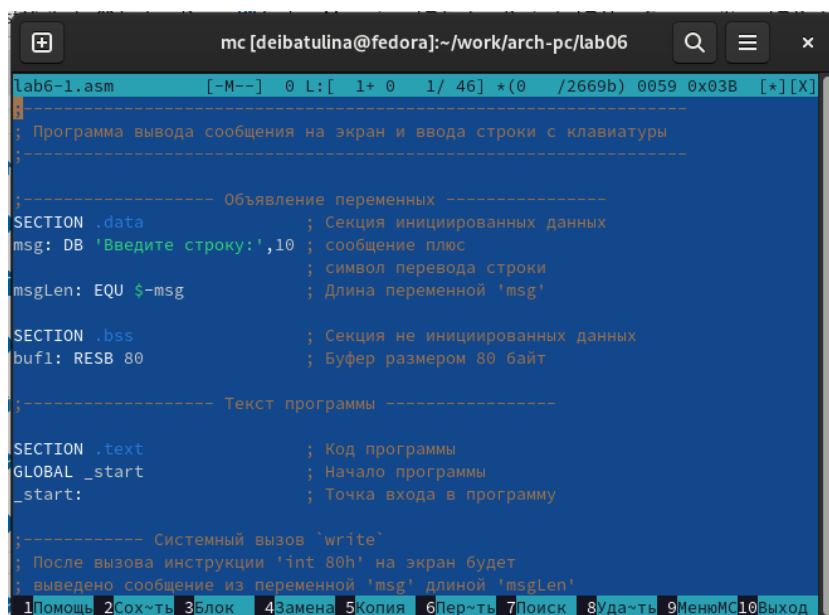 mc [deibatulina@fedora]:~/work/arch-pc/lab06
lab6-1.asm [-M--] 0 L:[ 1+ 0 1/ 46] *(0 /2669b) 0059 0x03B [*][X]
;---------------------------------------------------------------
; Программа вывода сообщения на экран и ввода строки с клавиатуры
;---------------------------------------------------------------
;------------------ Объявление переменных ----------------
SECTION .data ; Секция инициированных данных
msg: DB 'Введите строку:',10 ; сообщение плюс
; символ перевода строки
msgLen: EQU $-msg ; Длина переменной 'msg'
SECTION .bss ; Секция не инициированных данных
buf1: RESB 80 ; Буфер размером 80 байт
;------------------ Текст программы -----------------
SECTION .text ; Код программы
GLOBAL _start ; Начало программы
_start: ; Точка входа в программу
;------------ Системный вызов `write`
; После вызова инструкции 'int 80h' на экран будет
; выведено сообщение из переменной 'msg' длиной 'msgLen'
1Помощь 2Сох~ть 3Блок 4Замена 5Копия 6Пер~ть 7Поиск 8Уда~ть 9МенюМС 10Выход